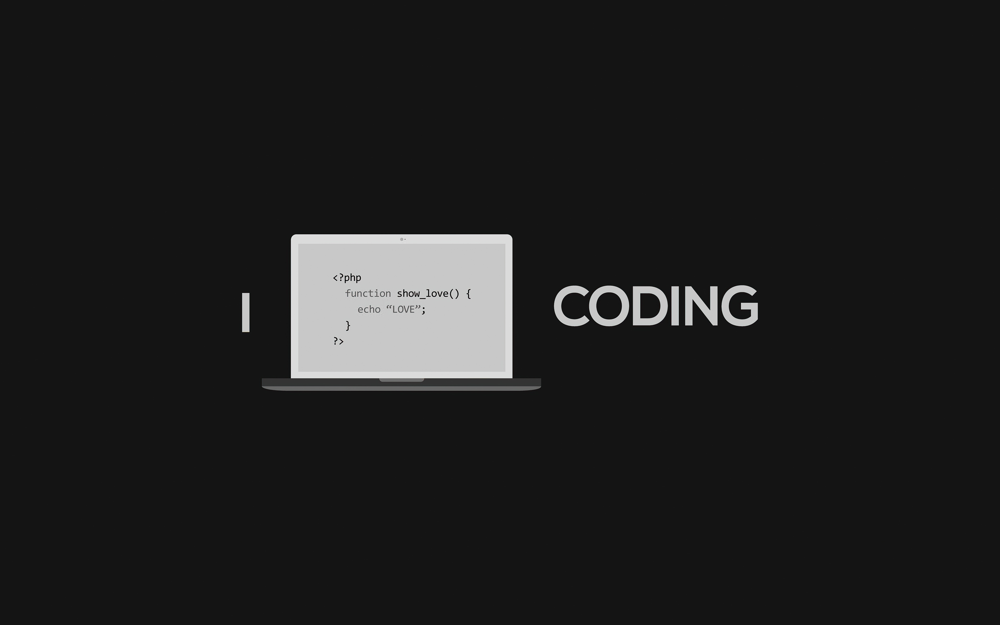 I
<?php
function show_love() {
echo “LOVE”;
}
?>
CODING